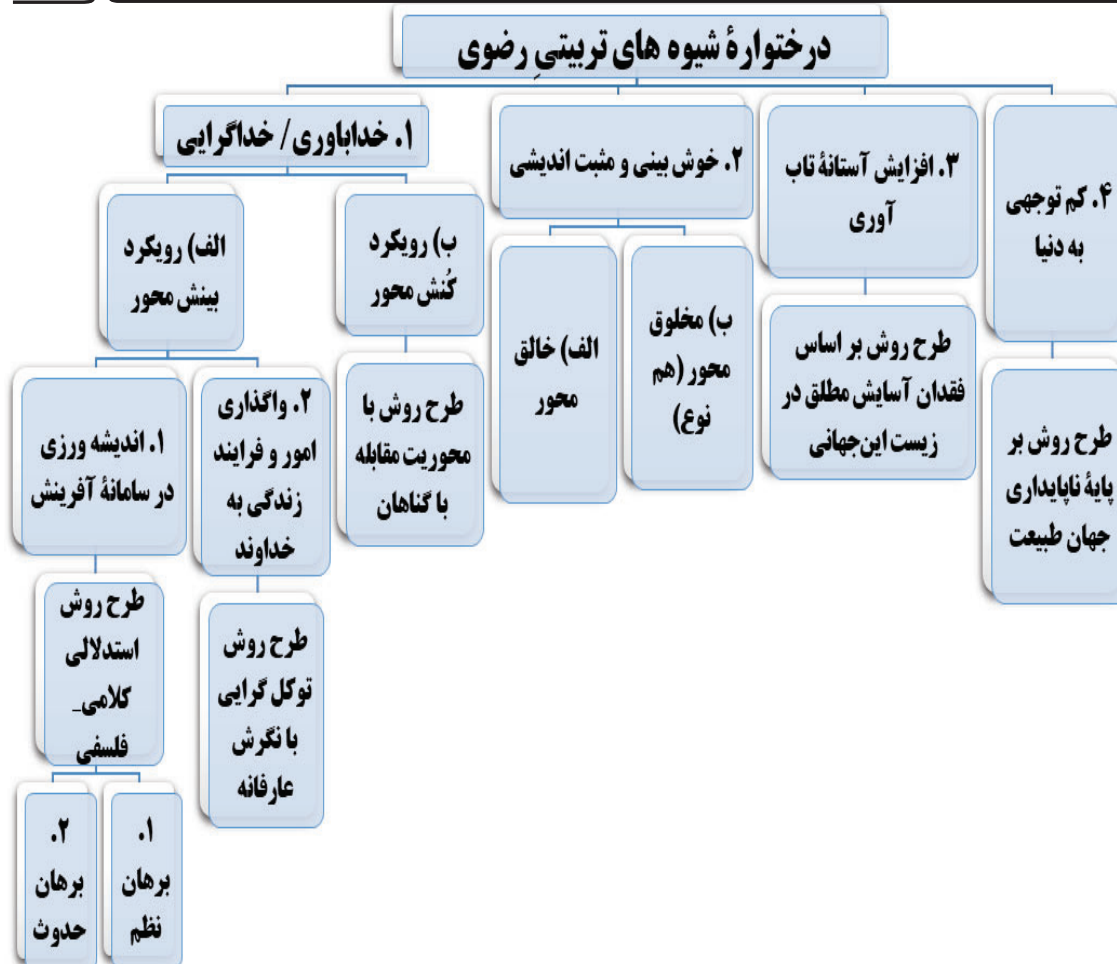 درختوارهٔ شیوه های تربیتیِ رضوی
۱. خداباوری/ خداگرایی
الف) رویکرد
بینش محور
۱. اندیشه ورزی
در سامانهٔ آفرینش
طرح روش
استدلالی
کلامی_
فلسفی
۱.
برهان
نظم
۲.
برهان
حدوث
۲. واگذاری
امور و فرایند
زندگی به
خداوند
طرح روش
توکل گرایی
با نگرش
عارفانه
ب) رویکرد
کُنش محور
طرح روش با
محوریت مقابله
با گناهان
۲. خوش بینی و مثبت اندیشی
الف) خالق
محور
ب) مخلوق
محور (هم
نوع)
۳. افزایش آستانهٔ تاب
آوری
طرح روش بر اساس
فقدان آسایش مطلق در
زیست این‌جهانی
۴. کم توجهی
به دنیا
طرح روش بر
پایهٔ ناپایداری
جهان طبیعت